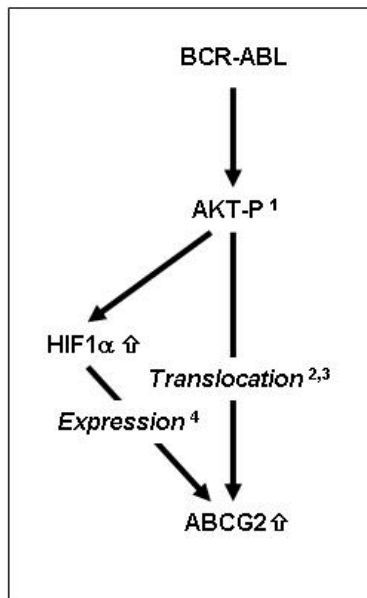 BCR-ABL
AKT-P 1
HIF1α ⇧
Translocation 2,3
Expression 4
ABCG2 ⇧